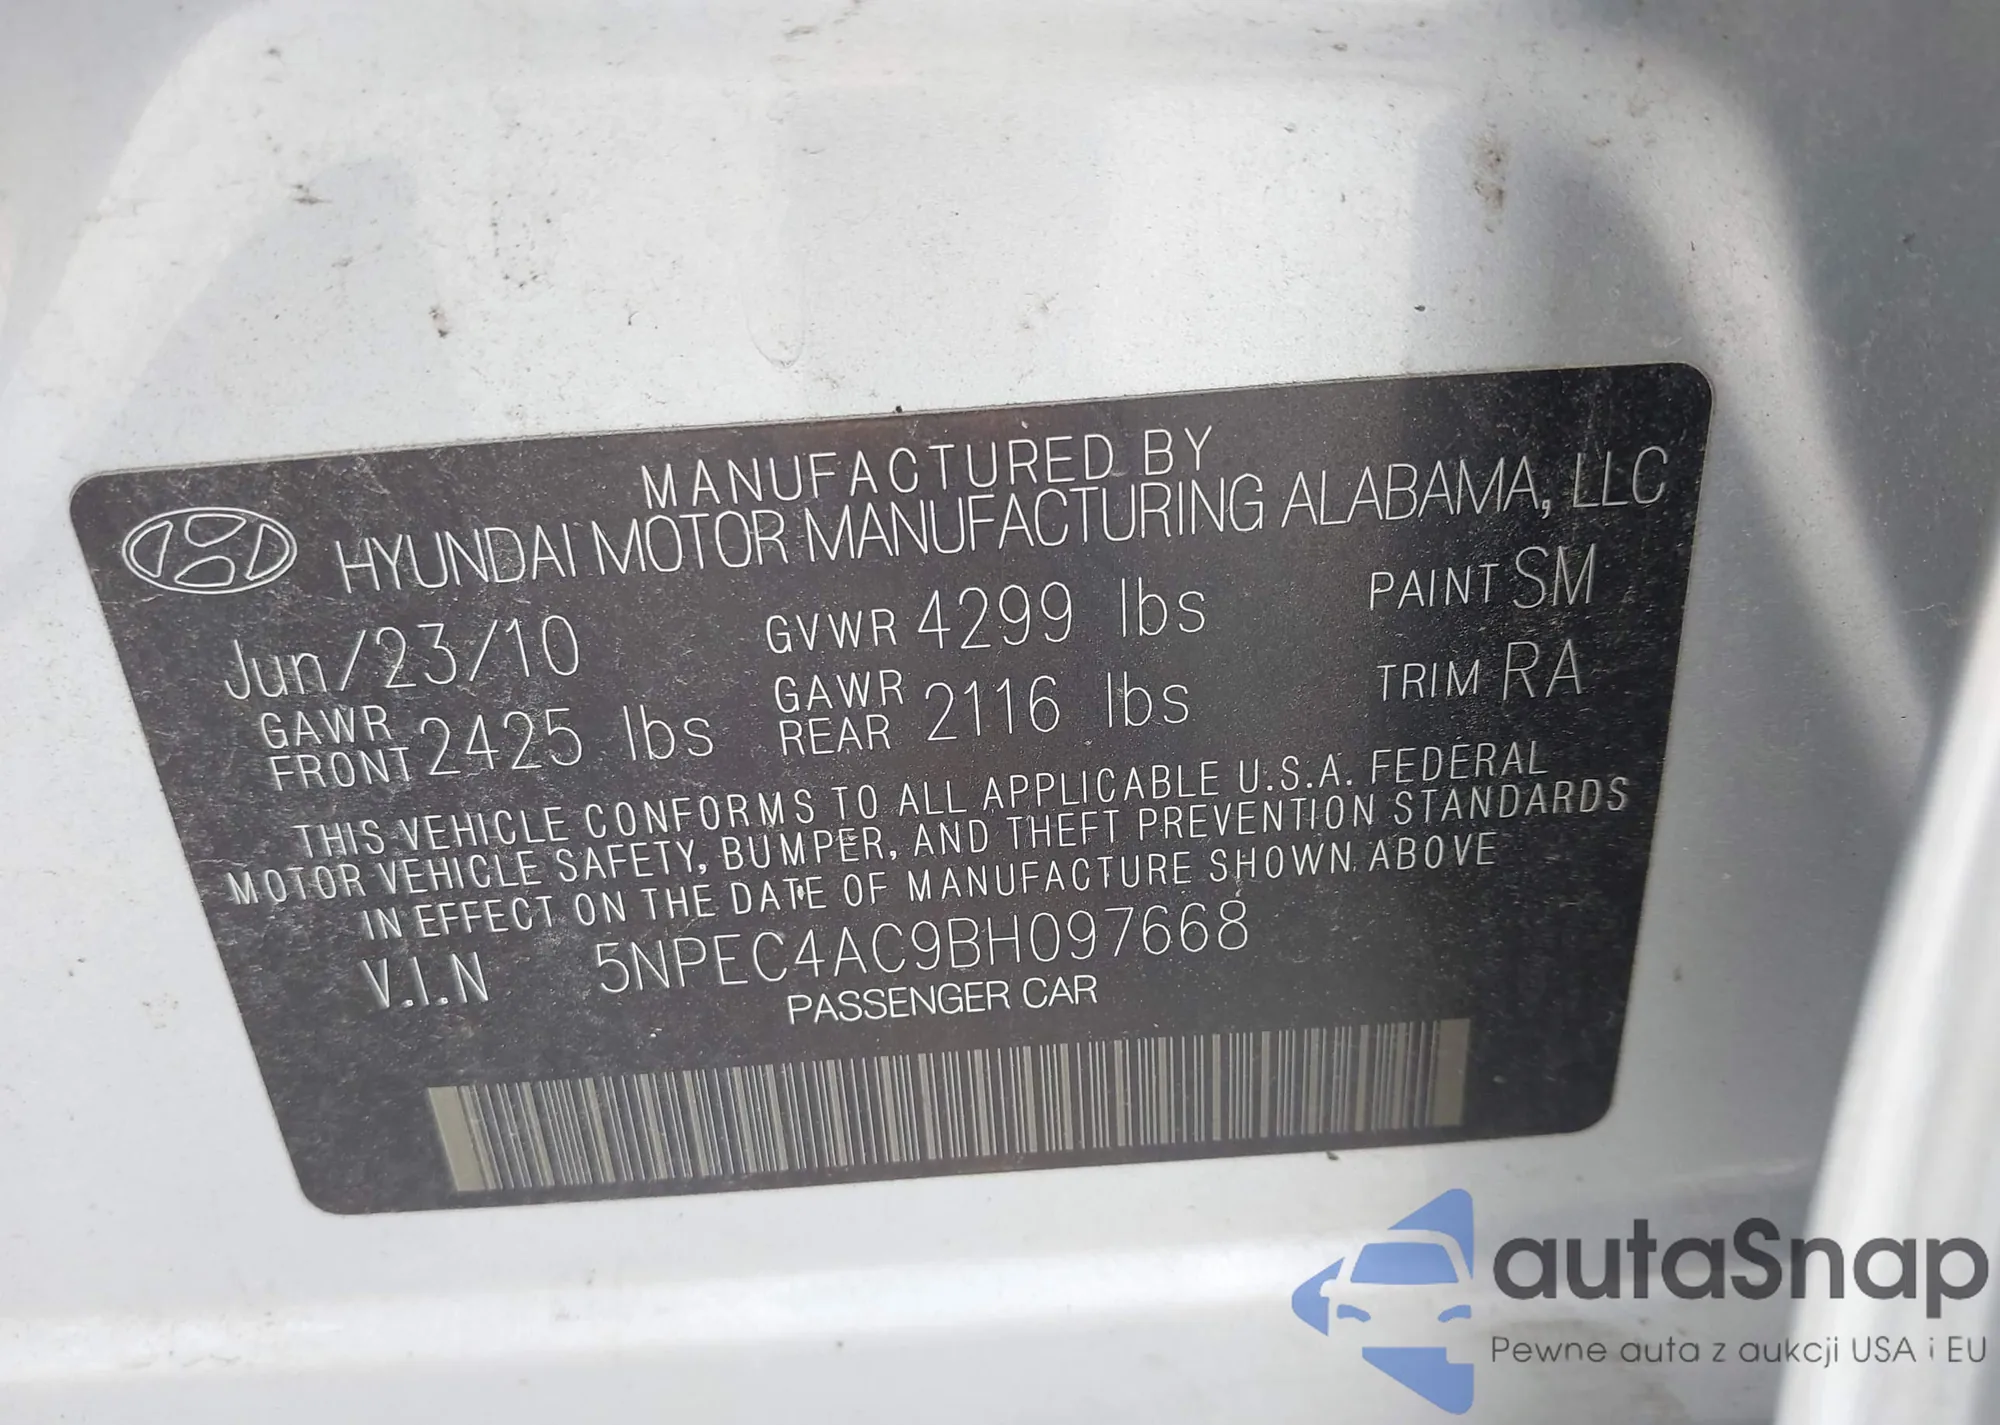 MANUFACTURED BY
HYUNDAI MOTOR MANUFACTURING ALABAMA, LLC
Jun/23/10 GVWR 4299 lbs PAINT SM
GAWR FRONT 2425 lbs GAWR REAR 2116 lbs TRIM RA
THIS VEHICLE CONFORMS TO ALL APPLICABLE U.S.A. FEDERAL
MOTOR VEHICLE SAFETY, BUMPER, AND THEFT PREVENTION STANDARDS
IN EFFECT ON THE DATE OF MANUFACTURE SHOWN ABOVE
V.I.N 5NPEC4AC9BH097668
PASSENGER CAR
autaSnap
Pewne auta z aukcji USA i EU